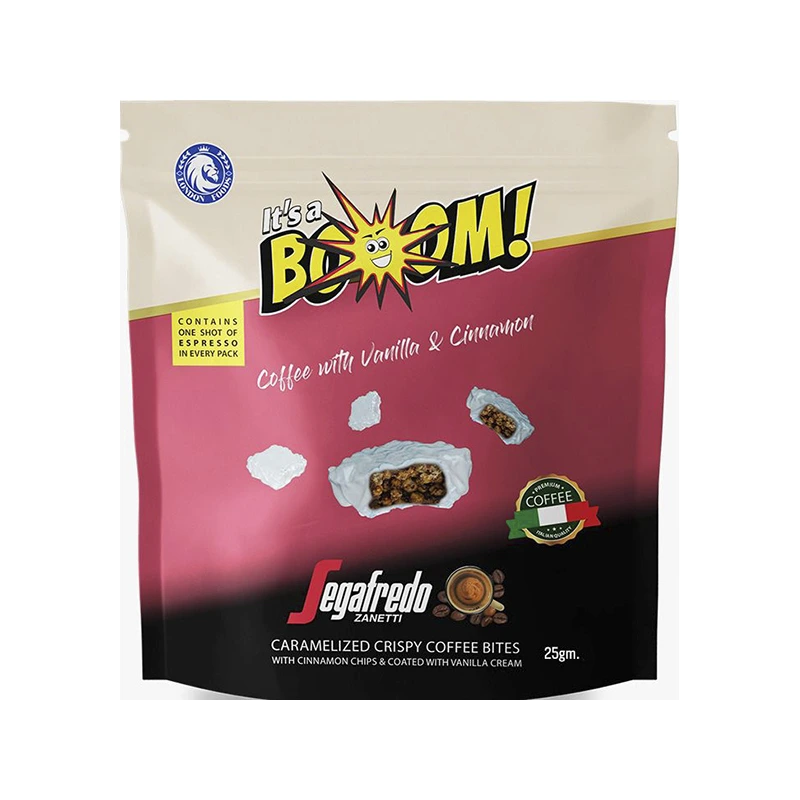 LONDON FOODS
It's a
BOOOM!
CONTAINS
ONE SHOT OF
ESPRESSO
IN EVERY PACK
Coffee with Vanilla & Cinnamon
PREMIUM
COFFEE
ITALIAN QUALITY
Segafredo
ZANETTI
CARAMELIZED CRISPY COFFEE BITES
WITH CINNAMON CHIPS & COATED WITH VANILLA CREAM
25gm.